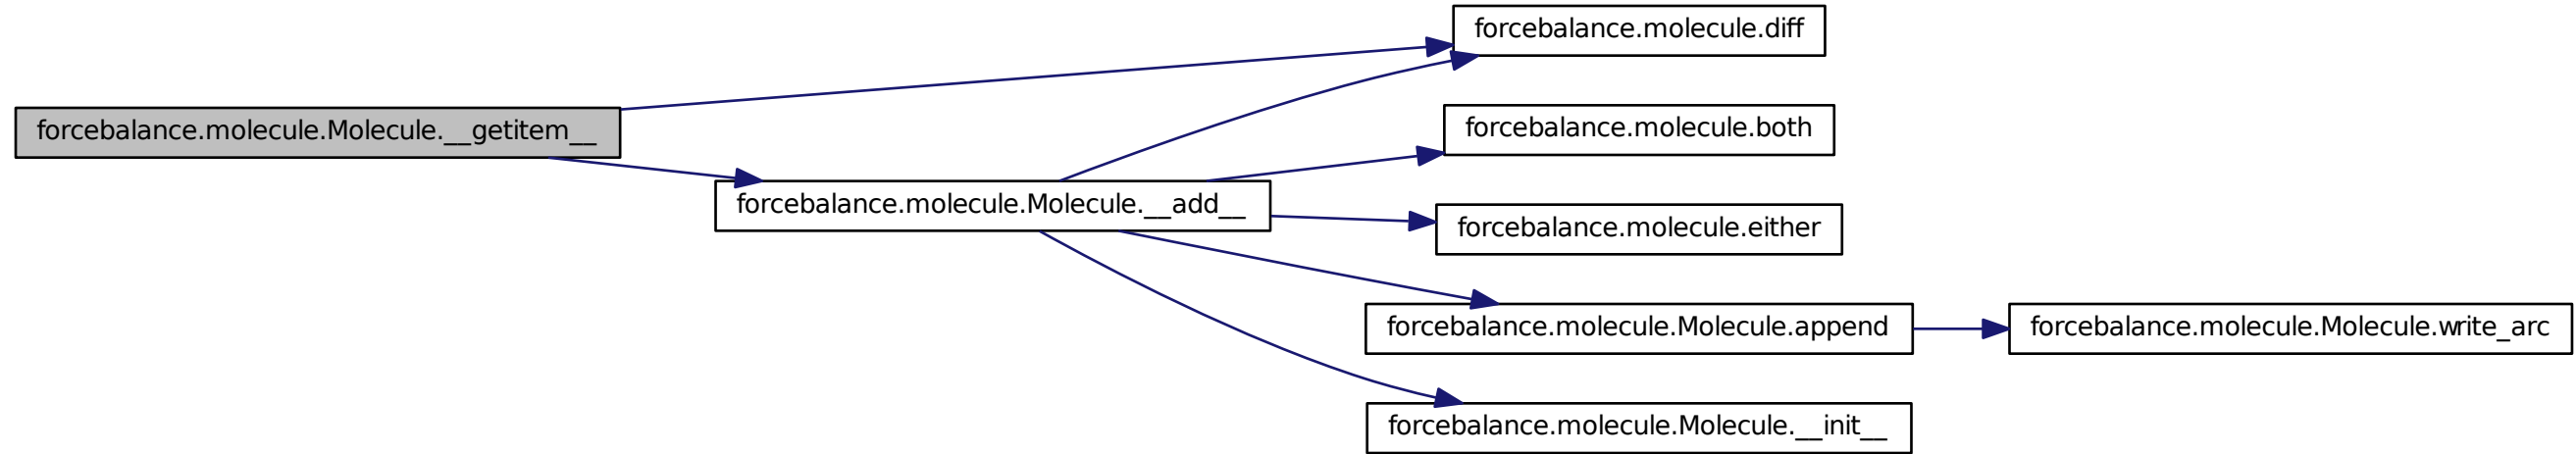 forcebalance.molecule.diff
forcebalance.molecule.both
forcebalance.molecule.Molecule.__getitem__
forcebalance.molecule.Molecule.__add__
forcebalance.molecule.either
forcebalance.molecule.Molecule.append
forcebalance.molecule.Molecule.write_arc
forcebalance.molecule.Molecule.__init__